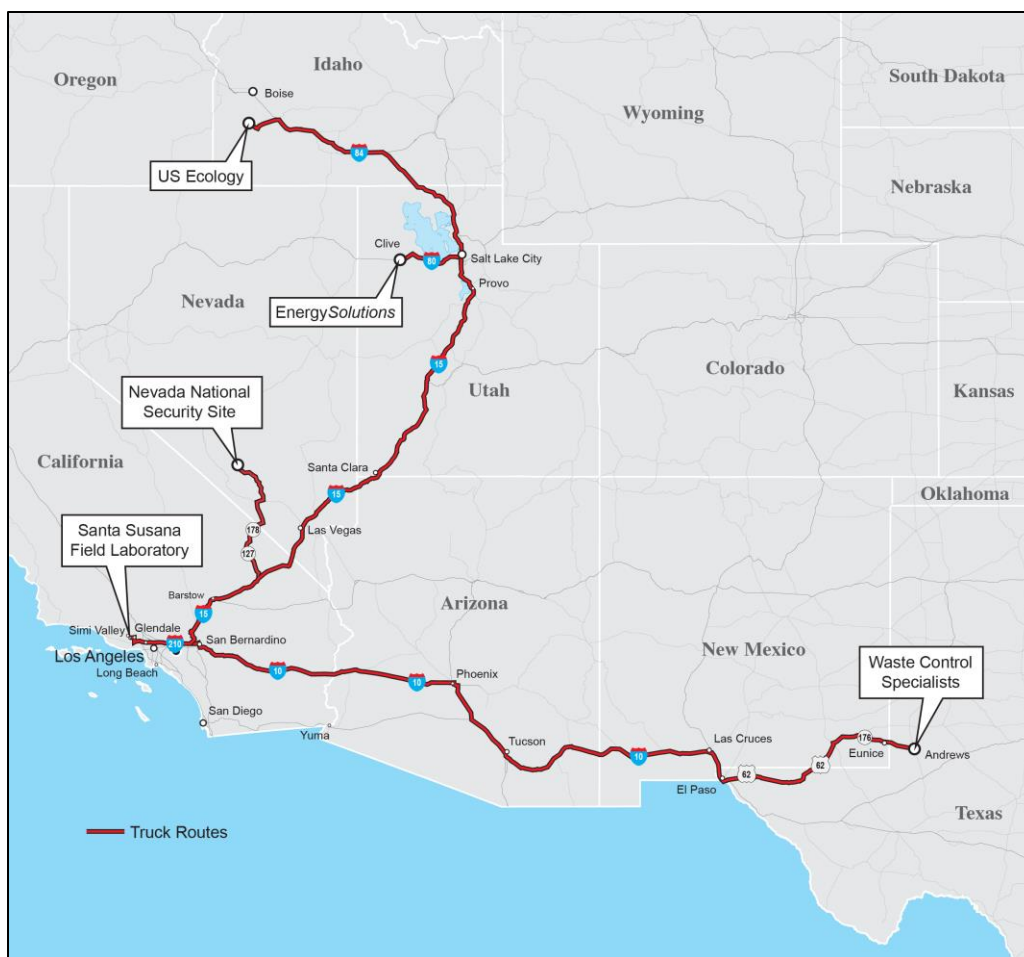 Oregon
Idaho
Boise
South Dakota
Wyoming
84
US Ecology
Nebraska
Clive
80
Salt Lake City
Provo
Nevada
EnergySolutions
15
Utah
Colorado
Kansas
Nevada National
Security Site
California
Santa Clara
15
Oklahoma
Santa Susana
Field Laboratory
178
Las Vegas
127
Barstow
15
Arizona
Simi Valley
Glendale
210
San Bernardino
Los Angeles
Long Beach
10
10
Phoenix
New Mexico
Waste Control
Specialists
San Diego
Yuma
Tucson
10
Las Cruces
62
62
176
Eunice
Andrews
El Paso
Texas
Truck Routes